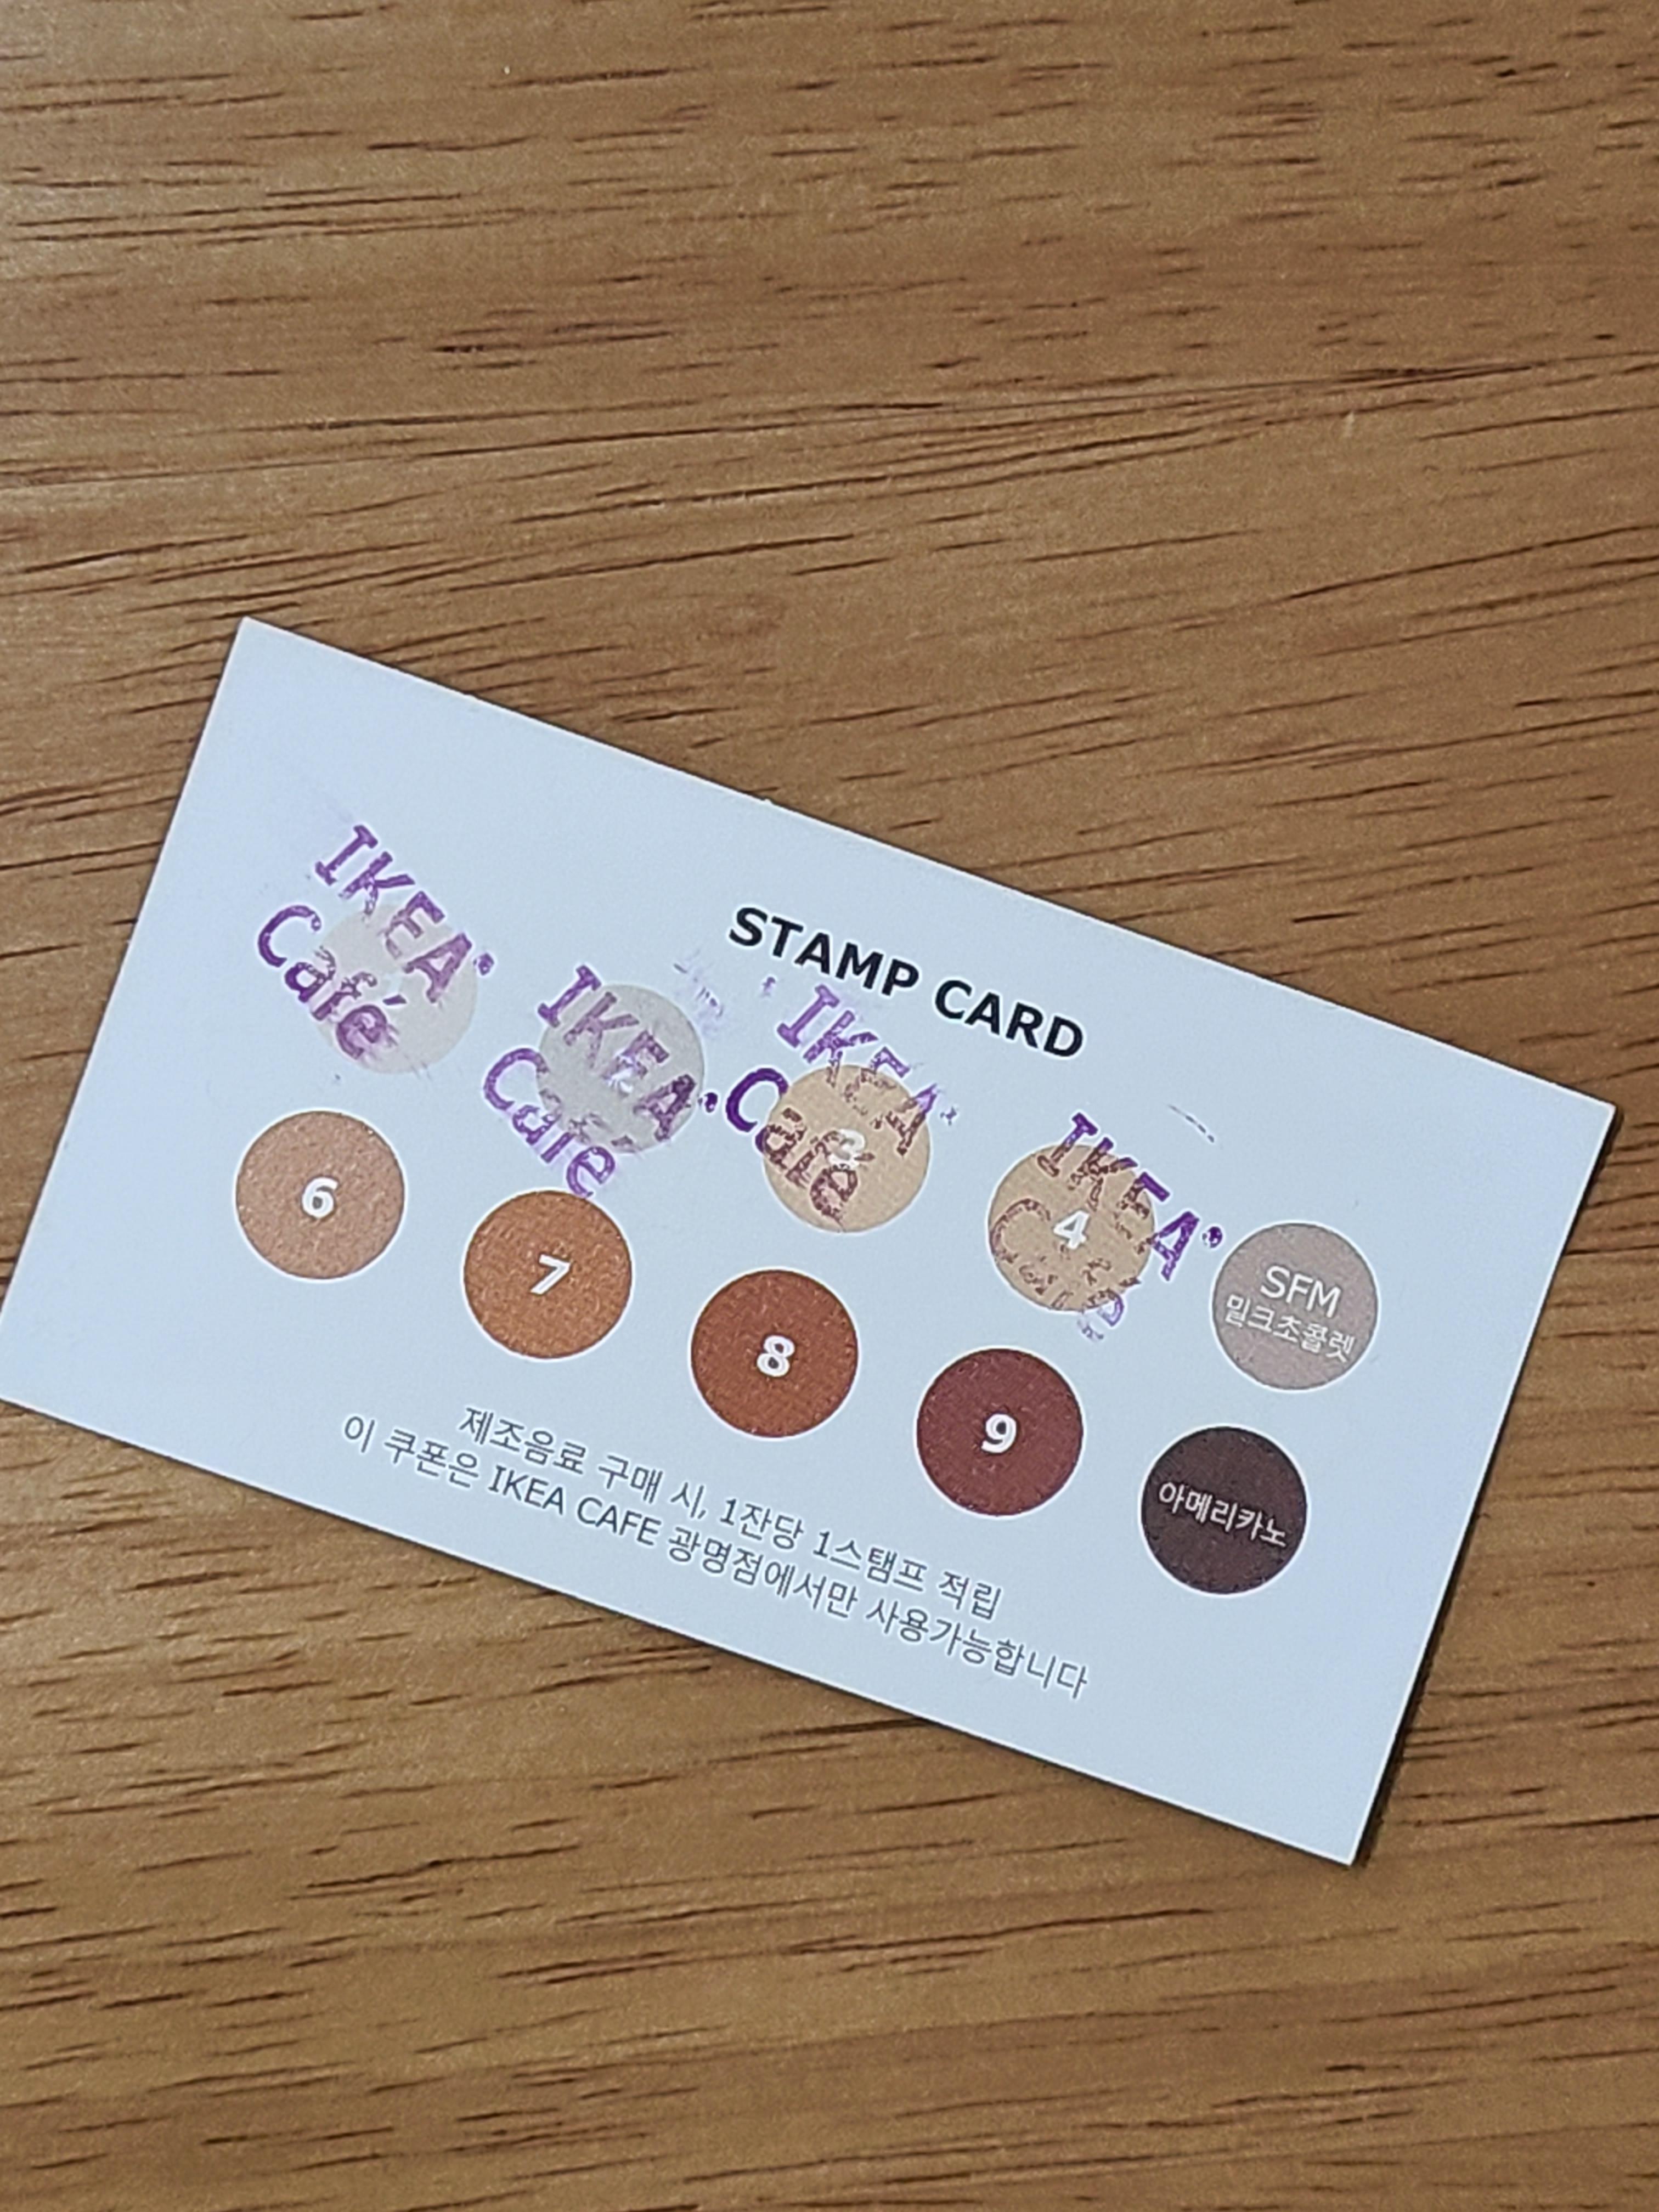 STAMP CARD
IKEA
Café
IKEA
Café
IKEA
Café
3
IKEA
Café
4
SFM
밀크초콜렛
6
7
8
9
아메리카노
제조음료 구매 시, 1잔당 1스탬프 적립
이 쿠폰은 IKEA CAFE 광명점에서만 사용가능합니다